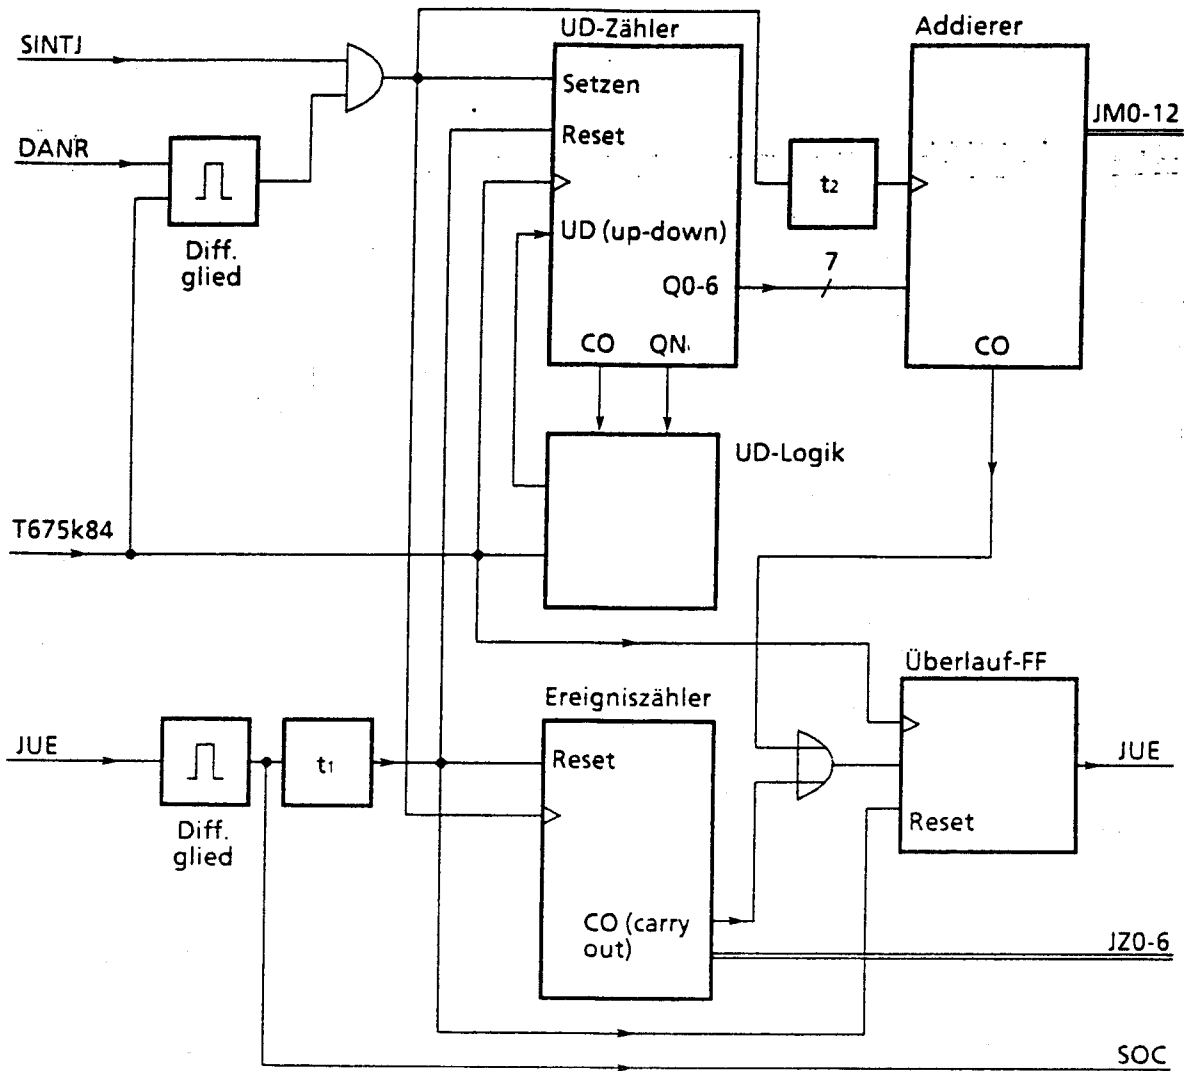 UD-Zähler
Addierer
SINTJ
Setzen
JM0-12
Reset
DANR
t2
UD (up-down)
Diff.
glied
7
Q0-6
CO
QN
CO
UD-Logik
T675k84
Überlauf-FF
Ereigniszähler
JUE
Reset
t1
JUE
Reset
Diff.
glied
CO (carry
out)
JZ0-6
SOC